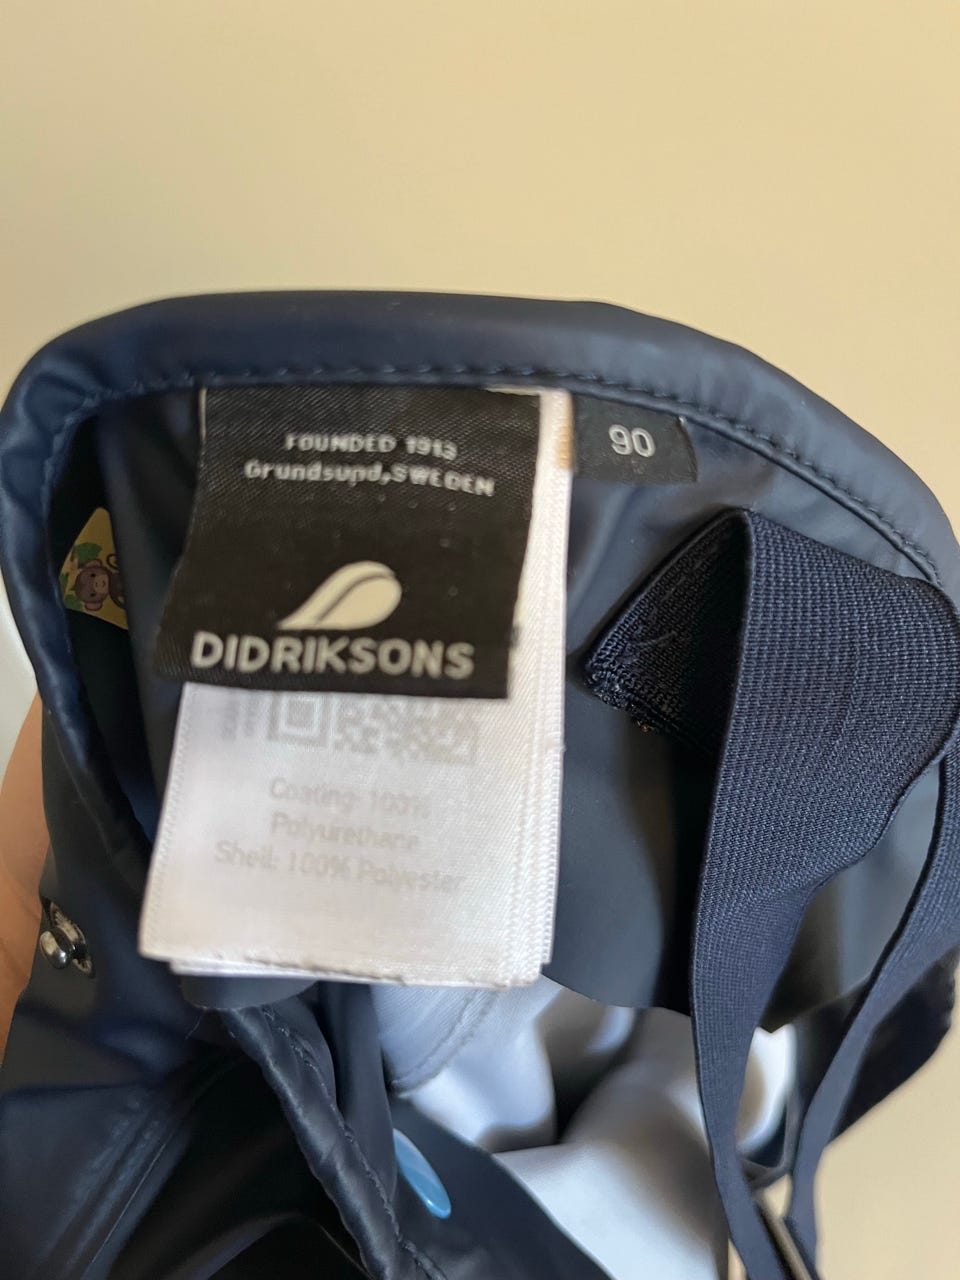 FOUNDED 1913
Grundsund, SWEDEN
DIDRIKSONS
90
Coating: 100%
Polyurethane
Shell: 100% Polyester